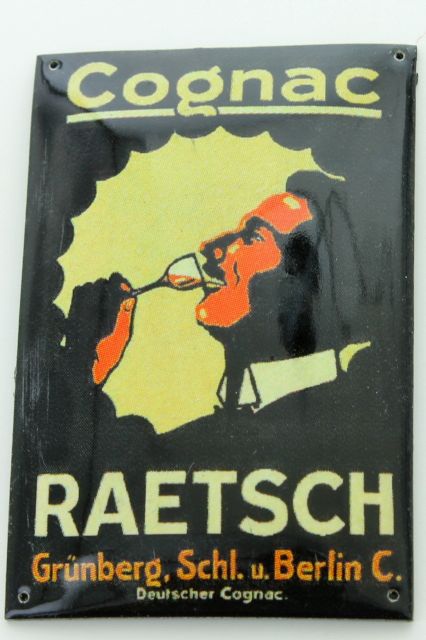 Cognac
RAETSCH
Grünberg, Schl. u. Berlin C.
Deutscher Cognac.